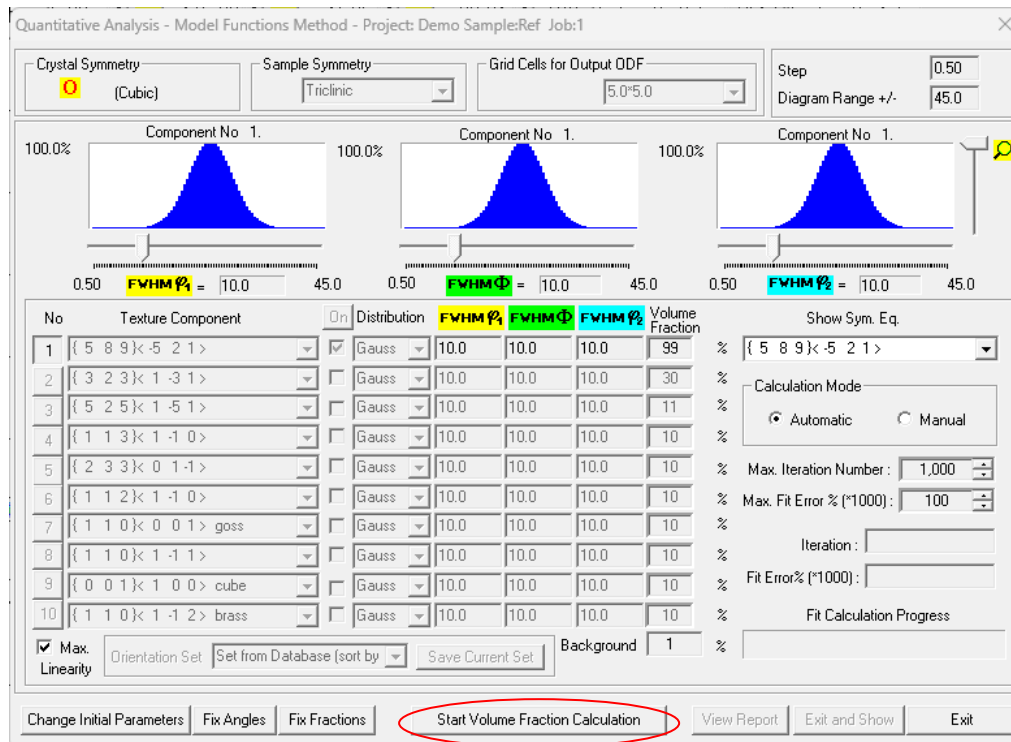 Quantitative Analysis - Model Functions Method - Project: Demo Sample:Ref Job:1
Crystal Symmetry
O (Cubic)
Sample Symmetry
Triclinic
Grid Cells for Output ODF
5.0*5.0
Step 0.50
Diagram Range +/- 45.0
Component No 1. Component No 1. Component No 1.
100.0% 100.0% 100.0%
0.50 FWHM φ1 = 10.0 45.0 0.50 FWHM Φ = 10.0 45.0 0.50 FWHM φ2 = 10.0 45.0
No Texture Component On Distribution FWHM φ1 FWHM Φ FWHM φ2 Volume Fraction Show Sym. Eq.
1 { 5 8 9}< -5 2 1 > Gauss 10.0 10.0 10.0 99 % { 5 8 9}< -5 2 1 >
2 { 3 2 3}< 1 -3 1 > Gauss 10.0 10.0 10.0 30 %
3 { 5 2 5}< 1 -5 1 > Gauss 10.0 10.0 10.0 11 %
4 { 1 1 3}< 1 -1 0 > Gauss 10.0 10.0 10.0 10 %
5 { 2 3 3}< 0 1 -1 > Gauss 10.0 10.0 10.0 10 %
6 { 1 1 2}< 1 -1 0 > Gauss 10.0 10.0 10.0 10 %
7 { 1 1 0}< 0 0 1 > goss Gauss 10.0 10.0 10.0 10 %
8 { 1 1 0}< 1 -1 1 > Gauss 10.0 10.0 10.0 10 %
9 { 0 0 1}< 1 0 0 > cube Gauss 10.0 10.0 10.0 10 %
10 { 1 1 0}< 1 -1 2 > brass Gauss 10.0 10.0 10.0 10 %
Calculation Mode
Automatic Manual
Max. Iteration Number : 1,000
Max. Fit Error % (*1000) : 100
Iteration :
Fit Error% (*1000) :
Fit Calculation Progress
Max. Linearity
Orientation Set Set from Database (sort by Save Current Set
Background 1 %
Change Initial Parameters Fix Angles Fix Fractions Start Volume Fraction Calculation View Report Exit and Show Exit